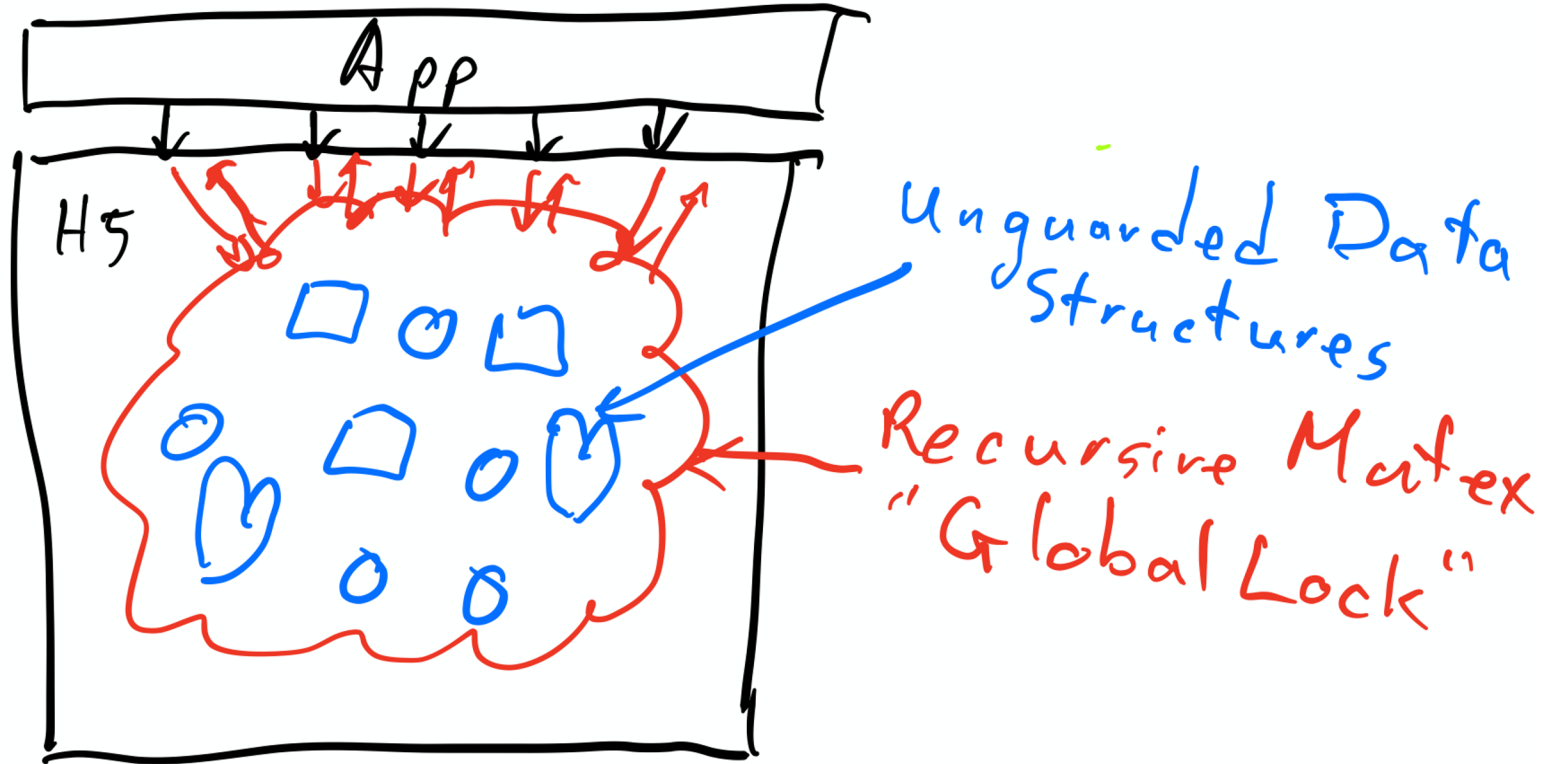 App
H5
Unguarded Data
Structures
Recursive Mutex
"Global Lock"